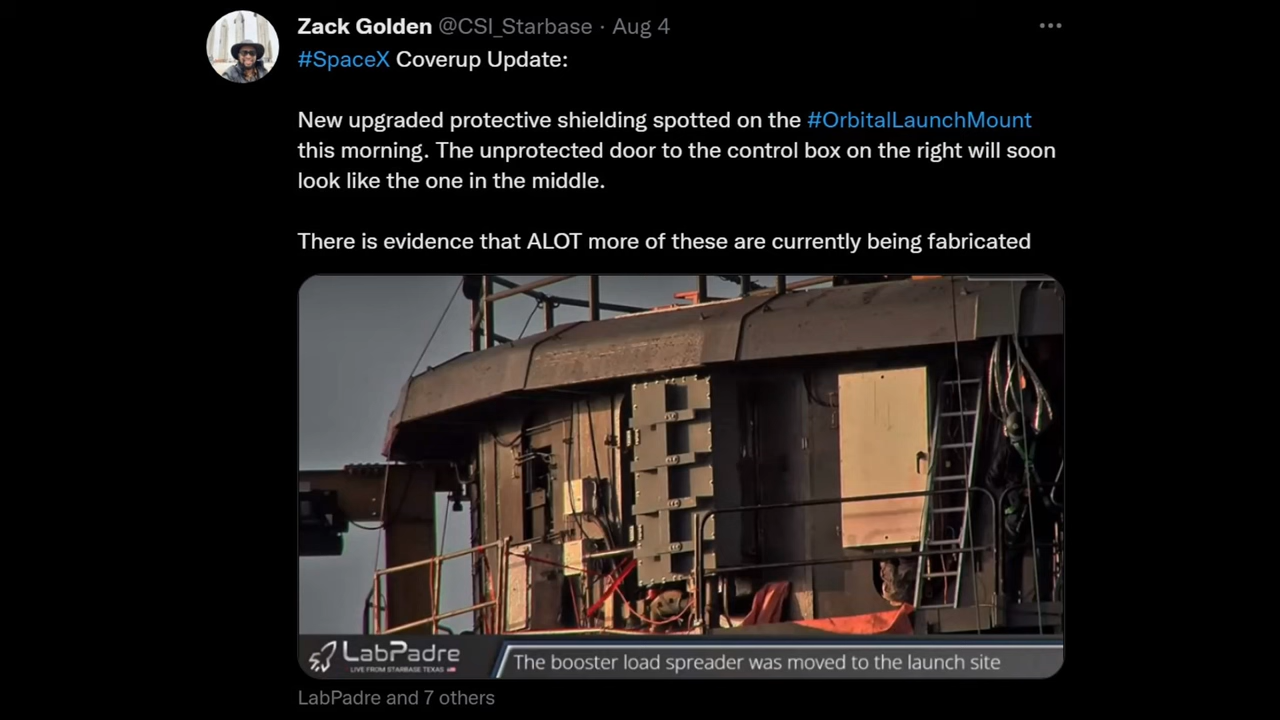 Zack Golden @CSI_Starbase · Aug 4
#SpaceX Coverup Update:
New upgraded protective shielding spotted on the #OrbitalLaunchMount
this morning. The unprotected door to the control box on the right will soon
look like the one in the middle.
There is evidence that ALOT more of these are currently being fabricated
LabPadre
LIVE FROM STARBASE TEXAS
The booster load spreader was moved to the launch site
LabPadre and 7 others